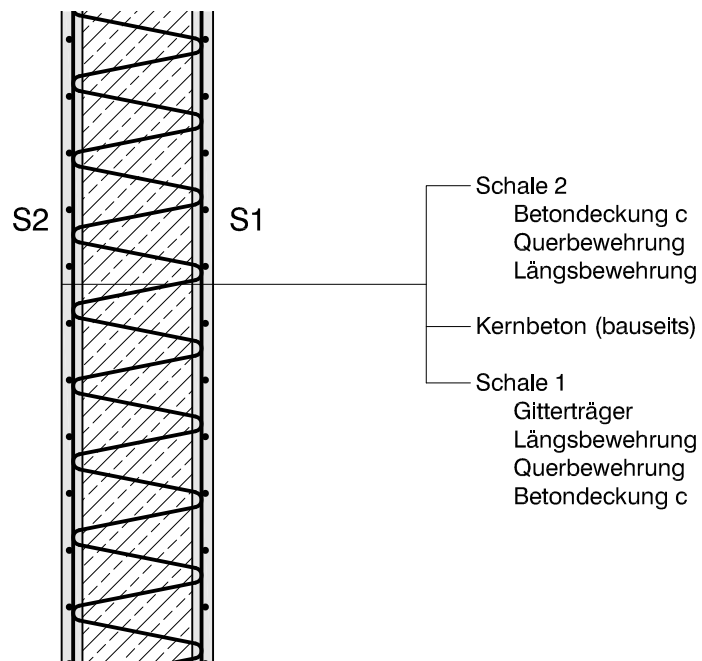 S2
S1
Schale 2
Betondeckung c
Querbewehrung
Längsbewehrung
Kernbeton (bauseits)
Schale 1
Gitterträger
Längsbewehrung
Querbewehrung
Betondeckung c